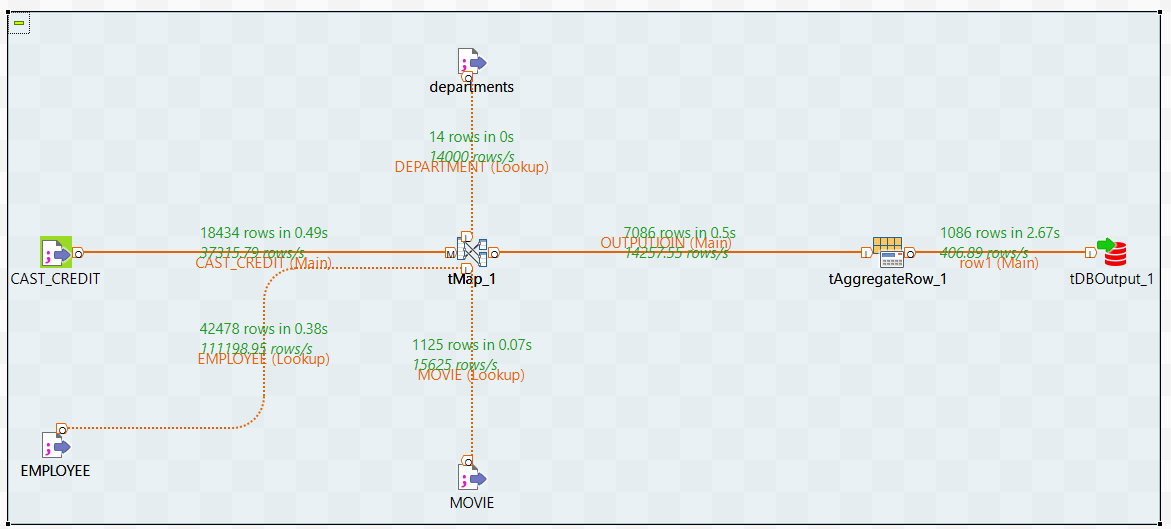 departments
14 rows in 0s
14000 rows/s
DEPARTMENT (Lookup)
18434 rows in 0.49s
37315.79 rows/s
CAST_CREDIT (Main)
CAST_CREDIT
tMap_1
7086 rows in 0.5s
OUTPUTJOIN (Main)
14257.55 rows/s
tAggregateRow_1
1086 rows in 2.67s
406.89 rows/s
row1 (Main)
tDBOutput_1
42478 rows in 0.38s
111198.95 rows/s
EMPLOYEE (Lookup)
EMPLOYEE
1125 rows in 0.07s
15625 rows/s
MOVIE (Lookup)
MOVIE